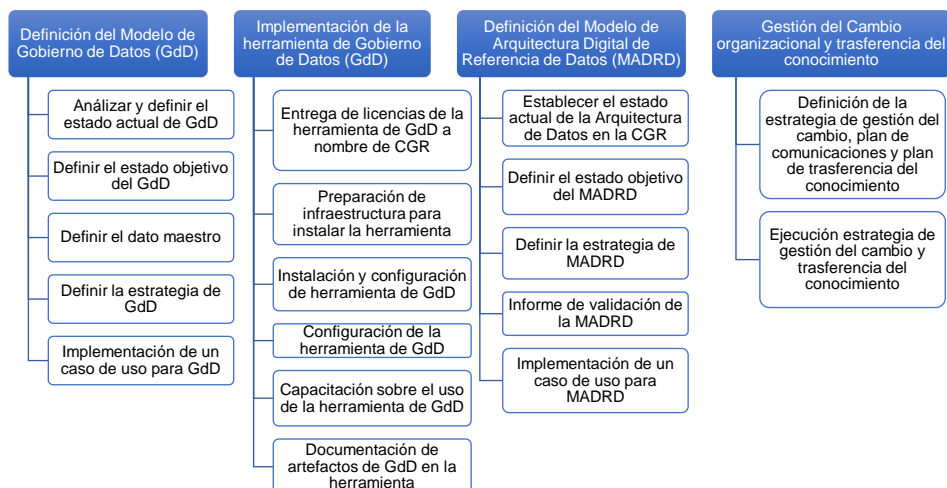 Definición del Modelo de
Gobierno de Datos (GdD)
Análizar y definir el
estado actual de GdD
Definir el estado objetivo
del GdD
Definir el dato maestro
Definir la estrategia de
GdD
Implementación de un
caso de uso para GdD
Implementación de la
herramienta de Gobierno
de Datos (GdD)
Entrega de licencias de la
herramienta de GdD a
nombre de CGR
Preparación de
infraestructura para
instalar la herramienta
Instalación y configuración
de herramienta de GdD
Configuración de la
herramienta de GdD
Capacitación sobre el uso
de la herramienta de GdD
Documentación de
artefactos de GdD en la
herramienta
Definición del Modelo de
Arquitectura Digital de
Referencia de Datos (MADRD)
Establecer el estado
actual de la Arquitectura
de Datos en la CGR
Definir el estado objetivo
del MADRD
Definir la estrategia de
MADRD
Informe de validación de
la MADRD
Implementación de un
caso de uso para
MADRD
Gestión del Cambio
organizacional y trasferencia del
conocimiento
Definición de la
estrategia de gestión del
cambio, plan de
comunicaciones y plan
de trasferencia del
conocimiento
Ejecución estrategia de
gestión del cambio y
trasferencia del
conocimiento